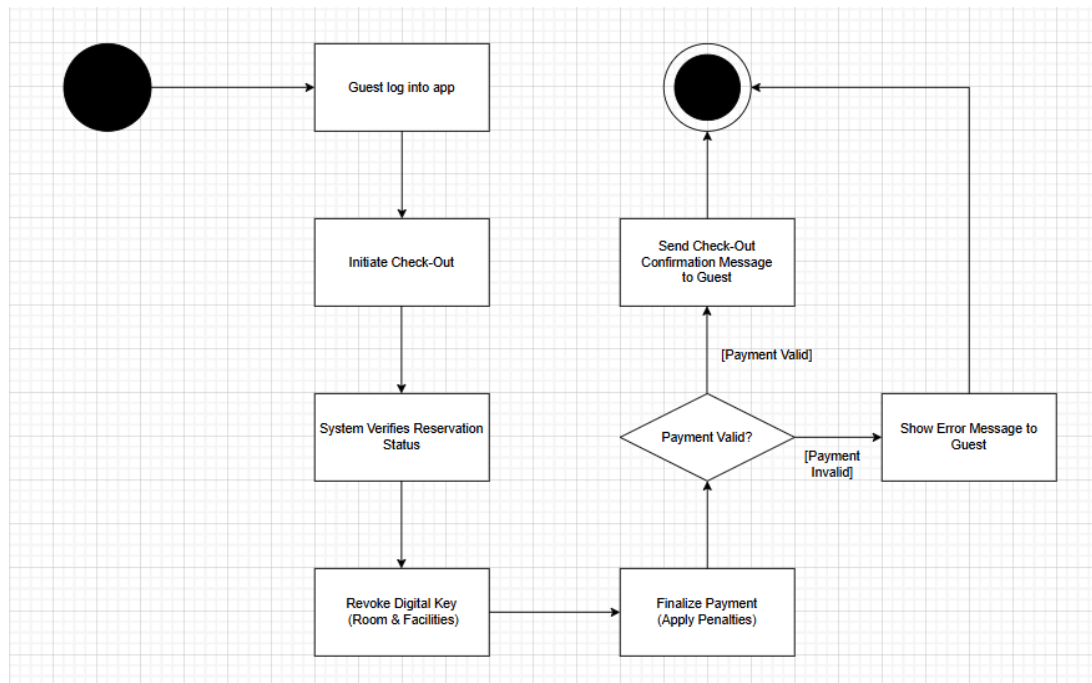 Guest log into app
Initiate Check-Out
System Verifies Reservation
Status
Revoke Digital Key
(Room & Facilities)
Finalize Payment
(Apply Penalties)
Payment Valid?
[Payment Valid]
[Payment
Invalid]
Send Check-Out
Confirmation Message
to Guest
Show Error Message to
Guest